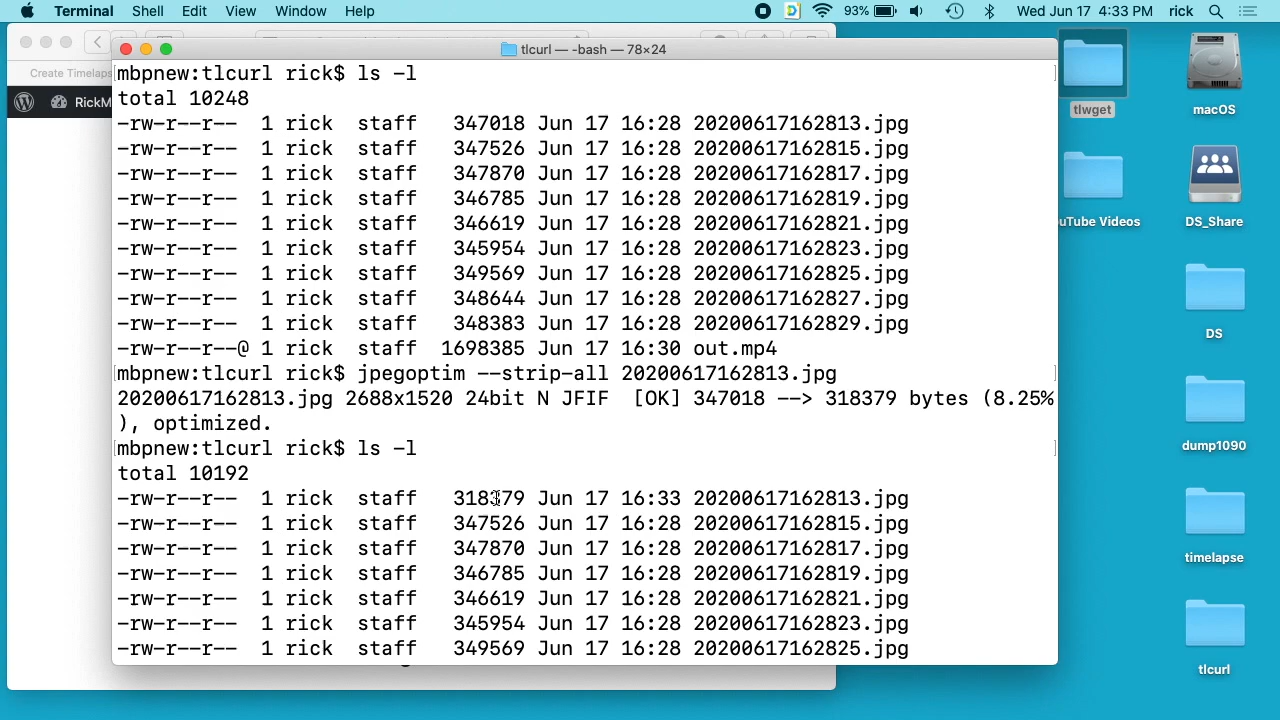 Terminal Shell Edit View Window Help 93% Wed Jun 17 4:33 PM rick
tlcurl — -bash — 78×24
Create Timelaps
RickM
mbpnew:tlcurl rick$ ls -l
total 10248
-rw-r--r-- 1 rick staff 347018 Jun 17 16:28 20200617162813.jpg
-rw-r--r-- 1 rick staff 347526 Jun 17 16:28 20200617162815.jpg
-rw-r--r-- 1 rick staff 347870 Jun 17 16:28 20200617162817.jpg
-rw-r--r-- 1 rick staff 346785 Jun 17 16:28 20200617162819.jpg
-rw-r--r-- 1 rick staff 346619 Jun 17 16:28 20200617162821.jpg
-rw-r--r-- 1 rick staff 345954 Jun 17 16:28 20200617162823.jpg
-rw-r--r-- 1 rick staff 349569 Jun 17 16:28 20200617162825.jpg
-rw-r--r-- 1 rick staff 348644 Jun 17 16:28 20200617162827.jpg
-rw-r--r-- 1 rick staff 348383 Jun 17 16:28 20200617162829.jpg
-rw-r--r--@ 1 rick staff 1698385 Jun 17 16:30 out.mp4
mbpnew:tlcurl rick$ jpegoptim --strip-all 20200617162813.jpg
20200617162813.jpg 2688x1520 24bit N JFIF [OK] 347018 --> 318379 bytes (8.25%
), optimized.
mbpnew:tlcurl rick$ ls -l
total 10192
-rw-r--r-- 1 rick staff 318379 Jun 17 16:33 20200617162813.jpg
-rw-r--r-- 1 rick staff 347526 Jun 17 16:28 20200617162815.jpg
-rw-r--r-- 1 rick staff 347870 Jun 17 16:28 20200617162817.jpg
-rw-r--r-- 1 rick staff 346785 Jun 17 16:28 20200617162819.jpg
-rw-r--r-- 1 rick staff 346619 Jun 17 16:28 20200617162821.jpg
-rw-r--r-- 1 rick staff 345954 Jun 17 16:28 20200617162823.jpg
-rw-r--r-- 1 rick staff 349569 Jun 17 16:28 20200617162825.jpg
tlwget
macOS
uTube Videos
DS_Share
DS
dump1090
timelapse
tlcurl